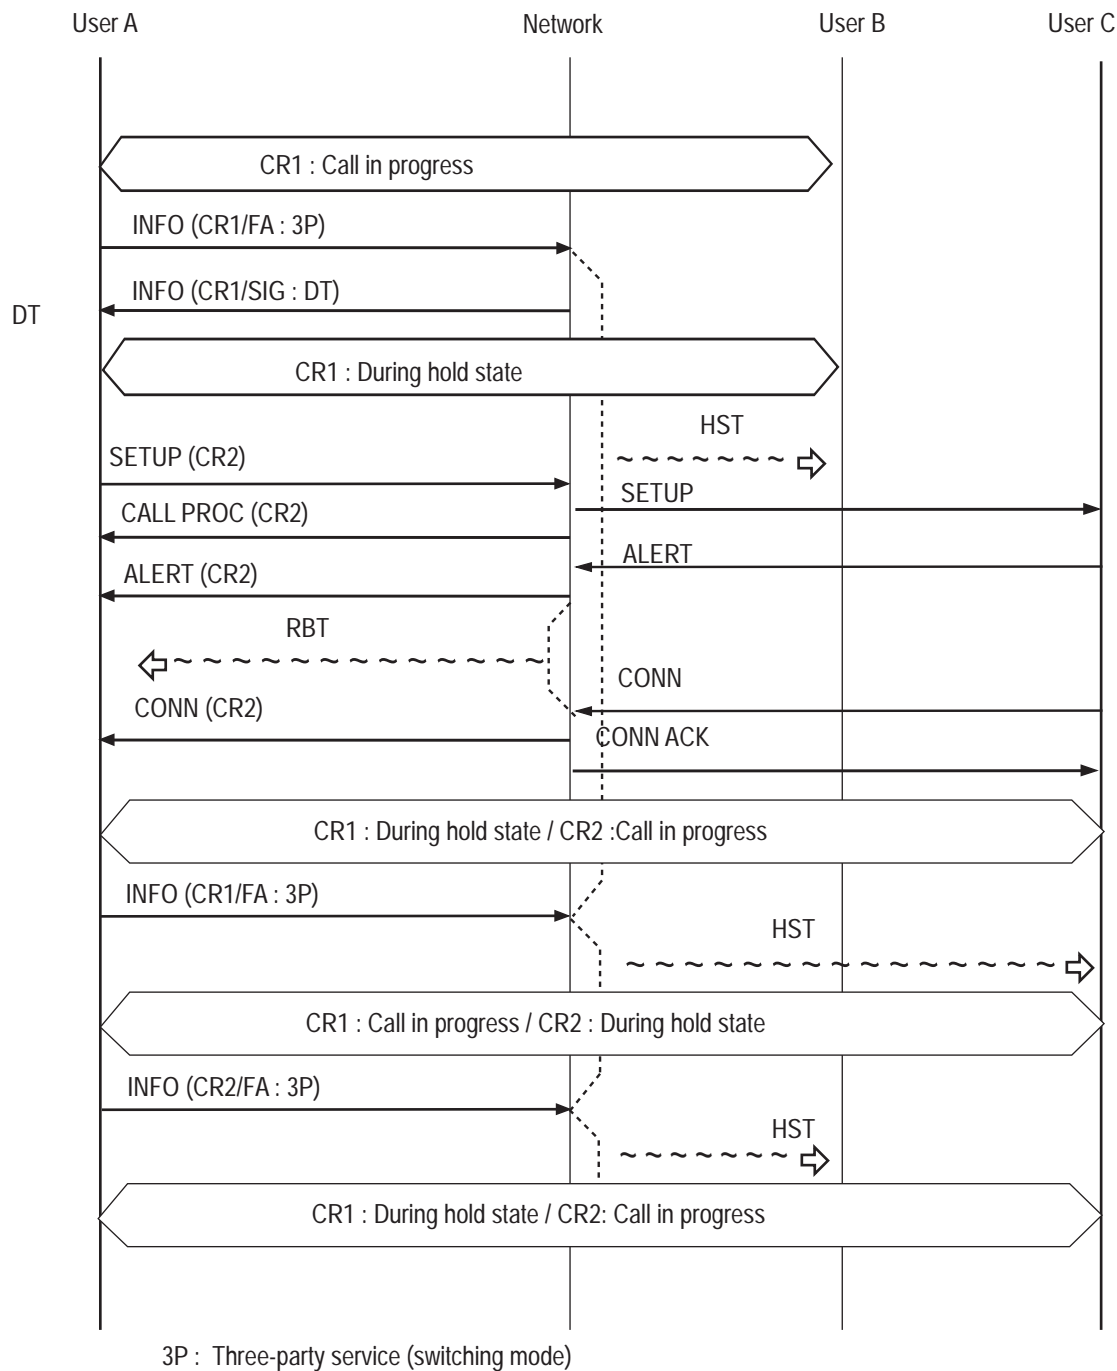 User A Network User B User C
CR1 : Call in progress
INFO (CR1/FA : 3P)
INFO (CR1/SIG : DT)
DT
CR1 : During hold state
HST
SETUP (CR2)
SETUP
CALL PROC (CR2)
ALERT
ALERT (CR2)
RBT
CONN
CONN (CR2)
CONN ACK
CR1 : During hold state / CR2 :Call in progress
INFO (CR1/FA : 3P)
HST
CR1 : Call in progress / CR2 : During hold state
INFO (CR2/FA : 3P)
HST
CR1 : During hold state / CR2: Call in progress
3P : Three-party service (switching mode)